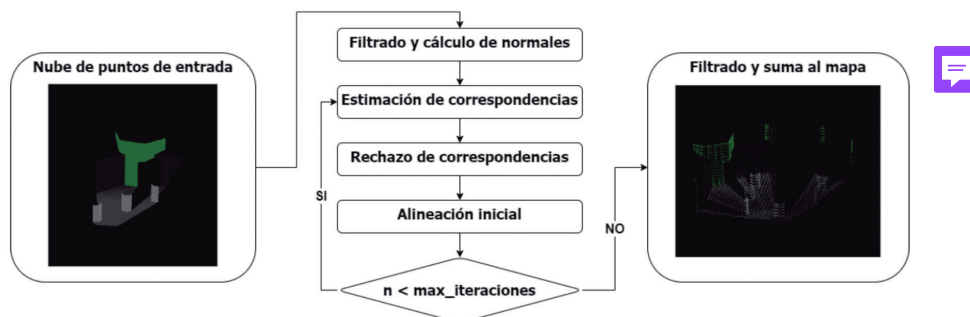 Nube de puntos de entrada
Filtrado y cálculo de normales
Estimación de correspondencias
Rechazo de correspondencias
Alineación inicial
n < max_iteraciones
SI
NO
Filtrado y suma al mapa